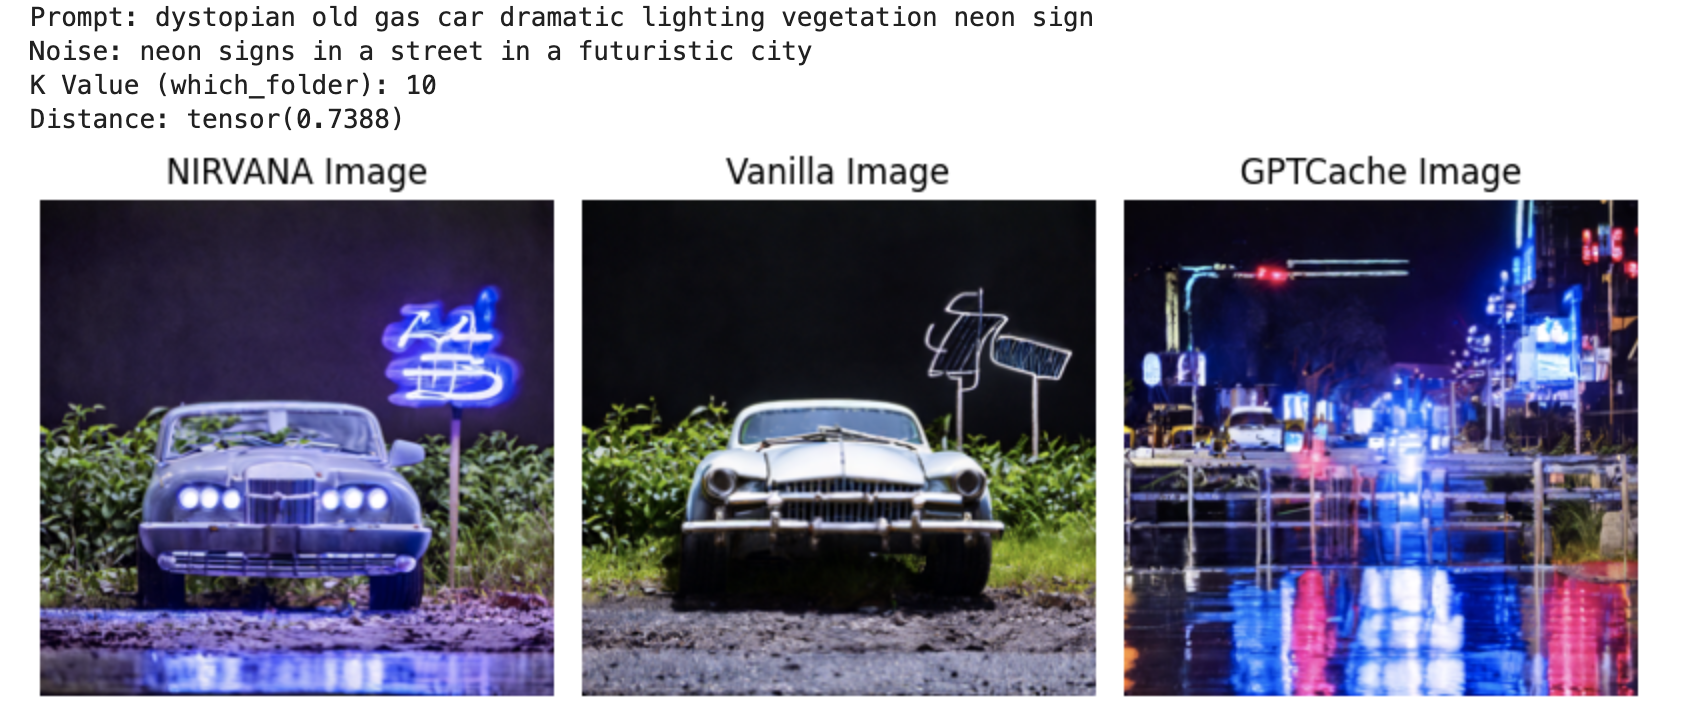 Prompt: dystopian old gas car dramatic lighting vegetation neon sign
Noise: neon signs in a street in a futuristic city
K Value (which_folder): 10
Distance: tensor(0.7388)
NIRVANA Image
Vanilla Image
GPTCache Image